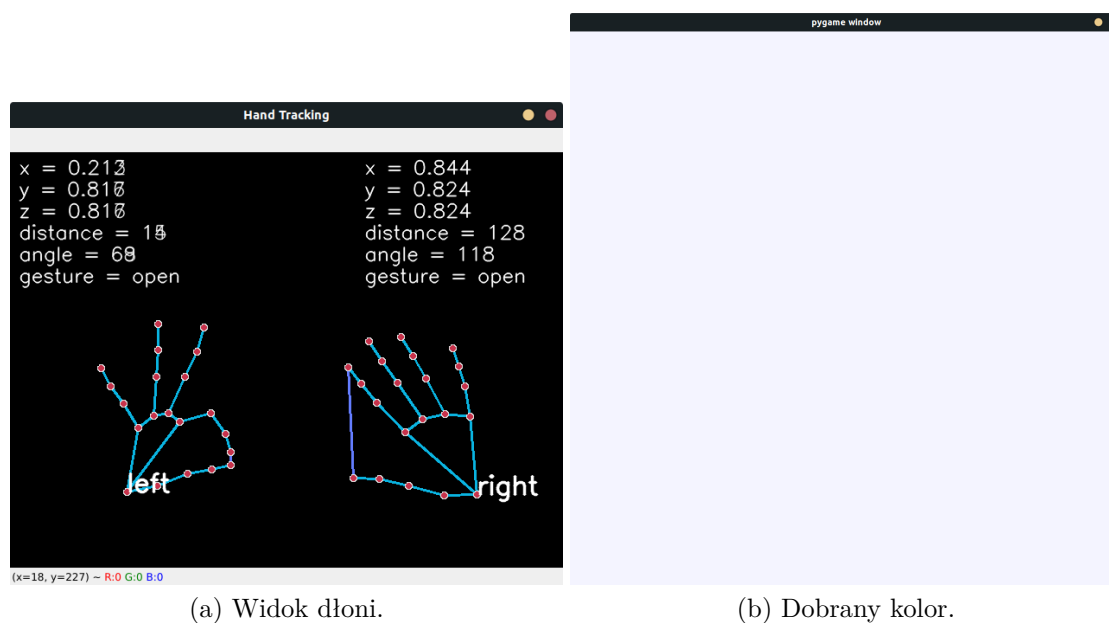 pygame window
Hand Tracking
x = 0.21
y = 0.81
z = 0.81
distance = 1
angle = 6
gesture = open
x = 0.844
y = 0.824
z = 0.824
distance = 128
angle = 118
gesture = open
left
right
(x=18, y=227) ~ R:0 G:0 B:0
(a) Widok dłoni.
(b) Dobrany kolor.